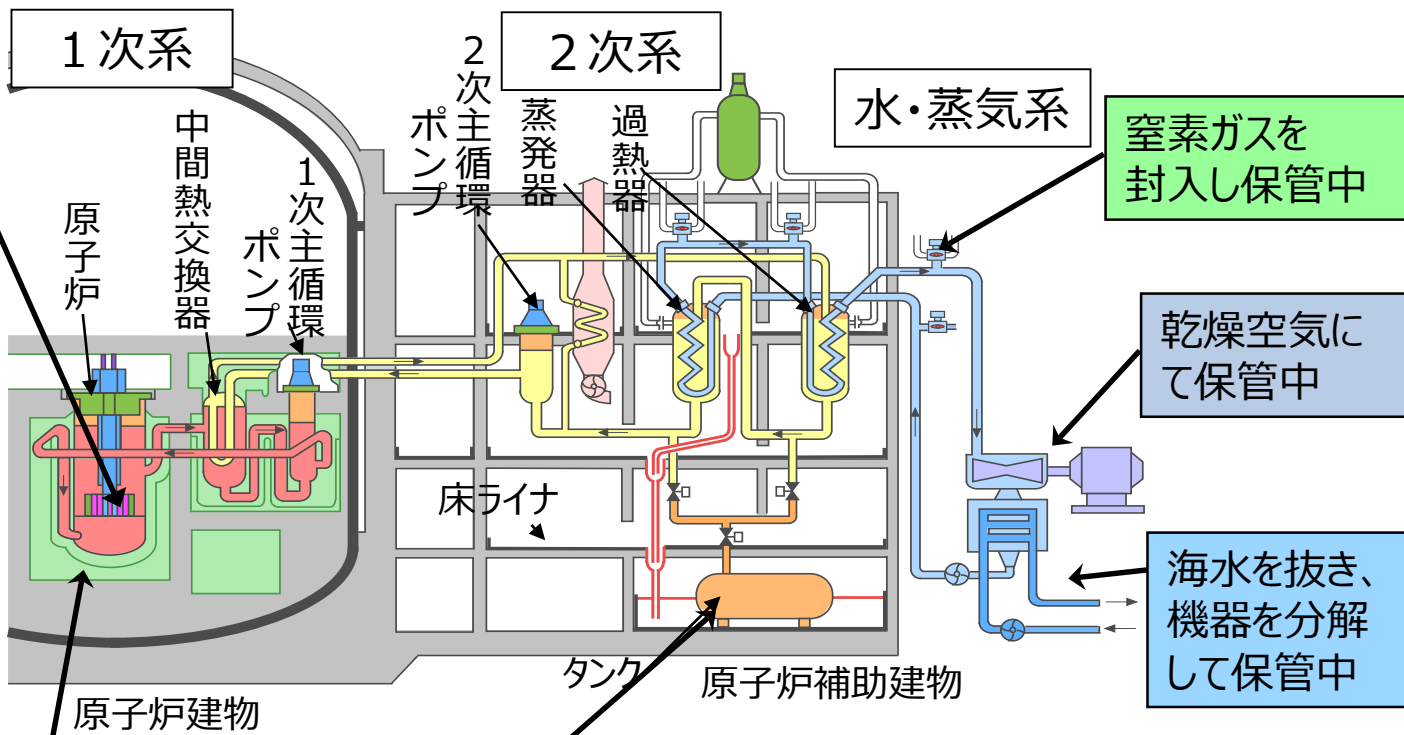 １次系
２次系
水・蒸気系
原子炉
中間熱交換器
１次主循環
ポンプ
２次主循環
ポンプ
蒸発器
過熱器
窒素ガスを
封入し保管中
乾燥空気に
て保管中
海水を抜き、
機器を分解
して保管中
床ライナ
タンク
原子炉補助建物
原子炉建物